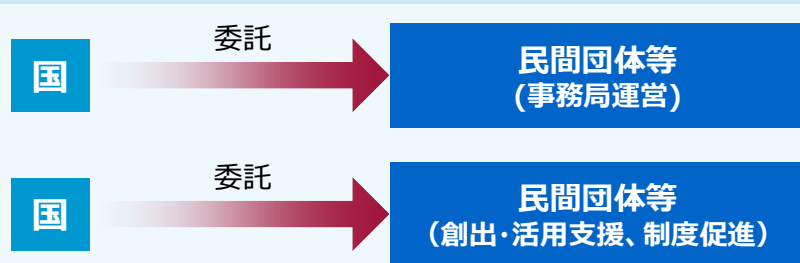 委託
国
民間団体等
(事務局運営)
委託
国
民間団体等
（創出・活用支援、制度促進）